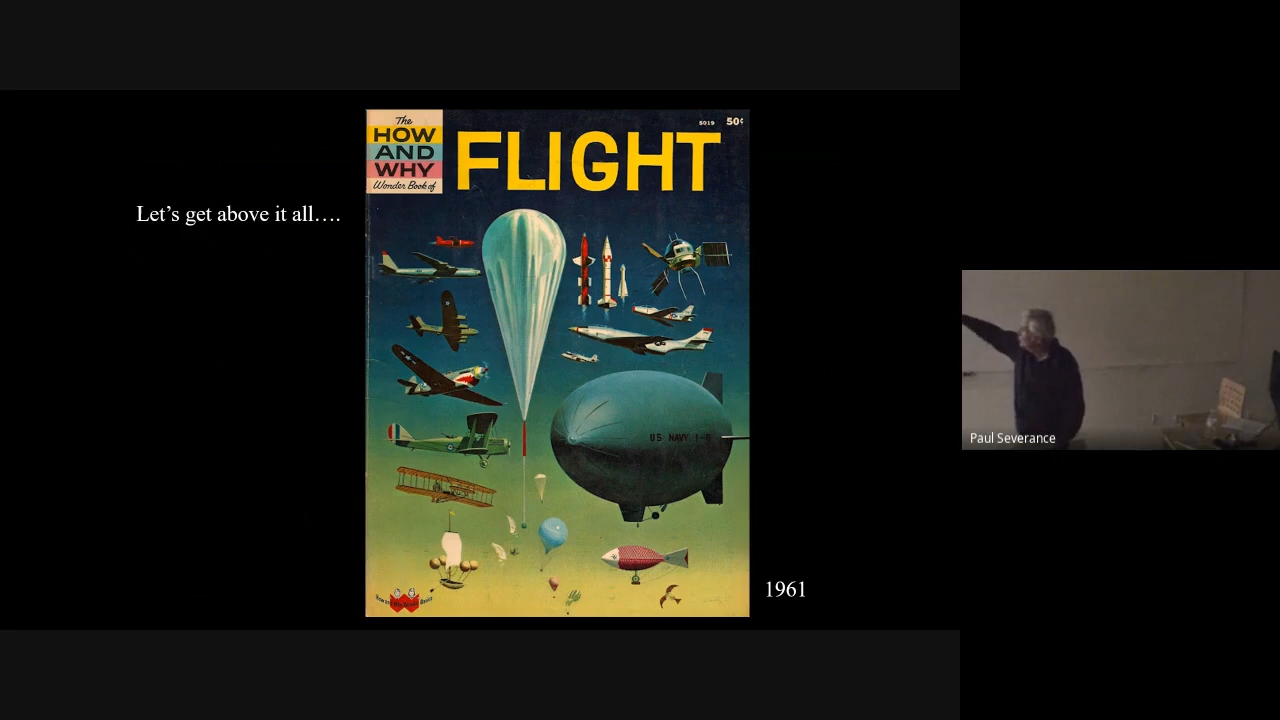 The
HOW
AND
WHY
Wonder Book of
5019 50¢
FLIGHT
Let's get above it all….
US NAVY
1961
Paul Severance